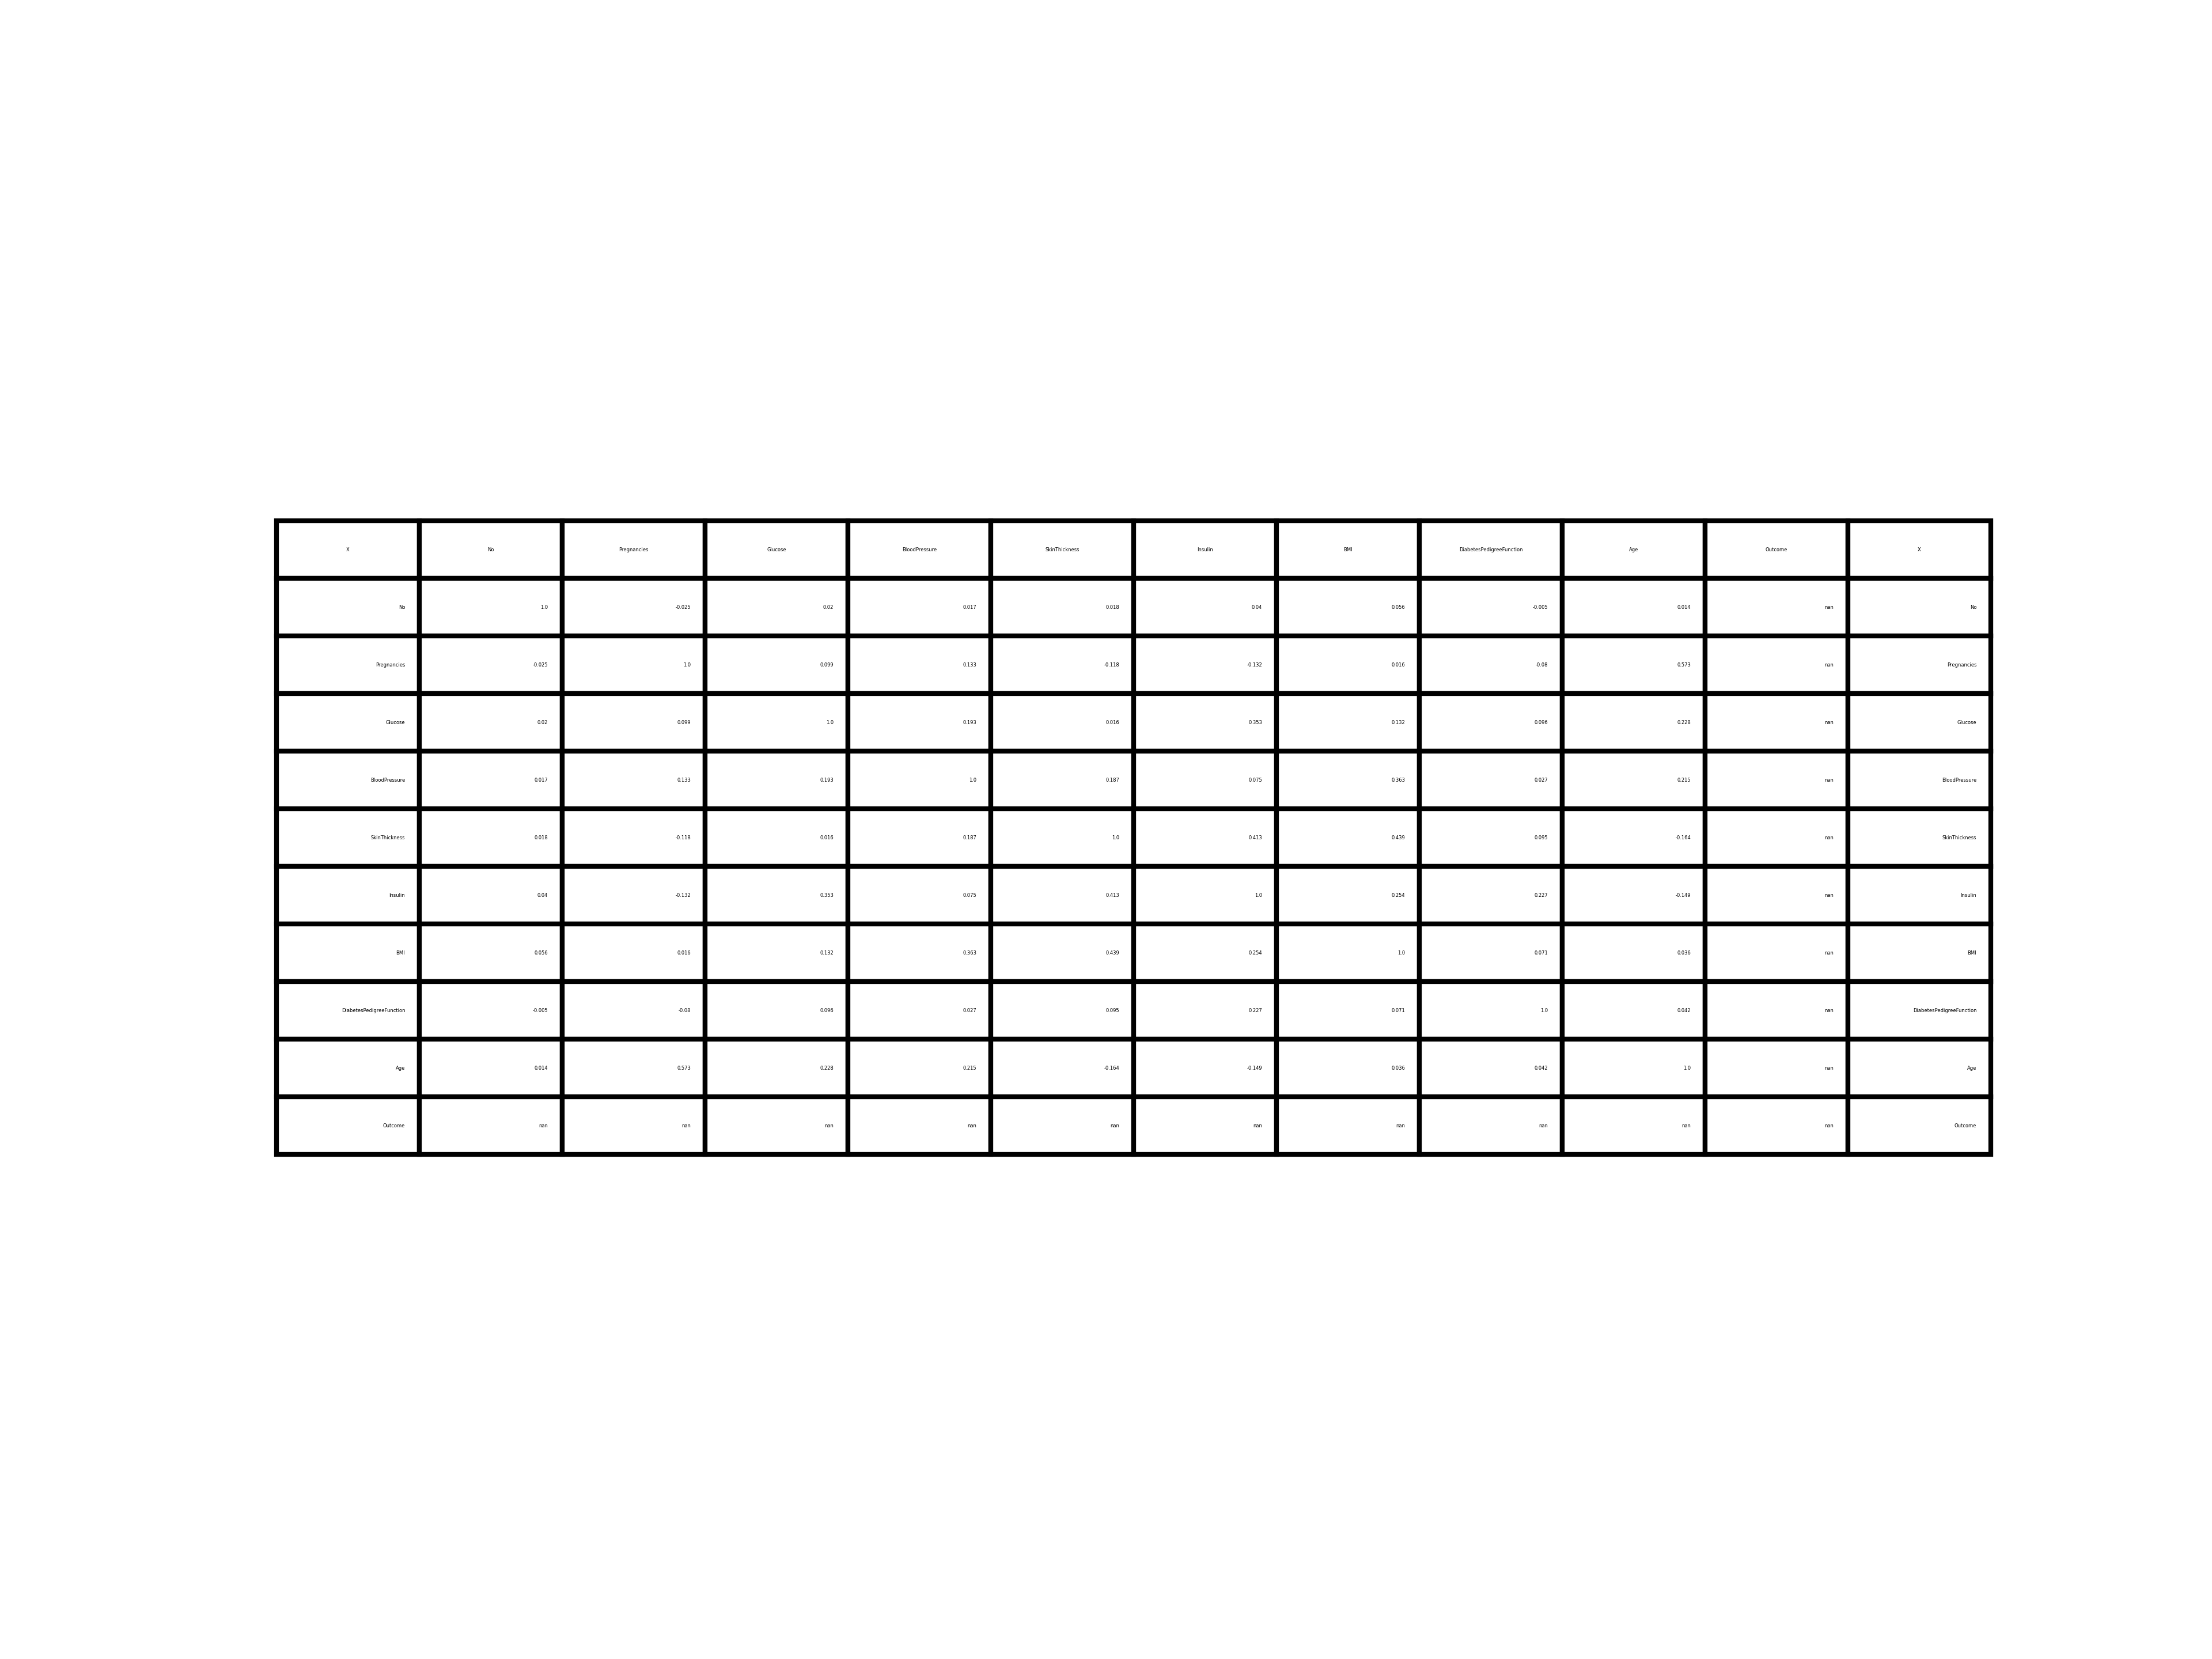 X No Pregnancies Glucose BloodPressure SkinThickness Insulin BMI DiabetesPedigreeFunction Age Outcome X
No 1.0 -0.025 0.02 0.017 0.018 0.04 0.056 -0.005 0.014 nan No
Pregnancies -0.025 1.0 0.099 0.133 -0.118 -0.132 0.016 -0.08 0.573 nan Pregnancies
Glucose 0.02 0.099 1.0 0.193 0.016 0.353 0.132 0.096 0.228 nan Glucose
BloodPressure 0.017 0.133 0.193 1.0 0.187 0.075 0.363 0.027 0.215 nan BloodPressure
SkinThickness 0.018 -0.118 0.016 0.187 1.0 0.413 0.439 0.095 -0.164 nan SkinThickness
Insulin 0.04 -0.132 0.353 0.075 0.413 1.0 0.254 0.227 -0.149 nan Insulin
BMI 0.056 0.016 0.132 0.363 0.439 0.254 1.0 0.071 0.036 nan BMI
DiabetesPedigreeFunction -0.005 -0.08 0.096 0.027 0.095 0.227 0.071 1.0 0.042 nan DiabetesPedigreeFunction
Age 0.014 0.573 0.228 0.215 -0.164 -0.149 0.036 0.042 1.0 nan Age
Outcome nan nan nan nan nan nan nan nan nan nan Outcome